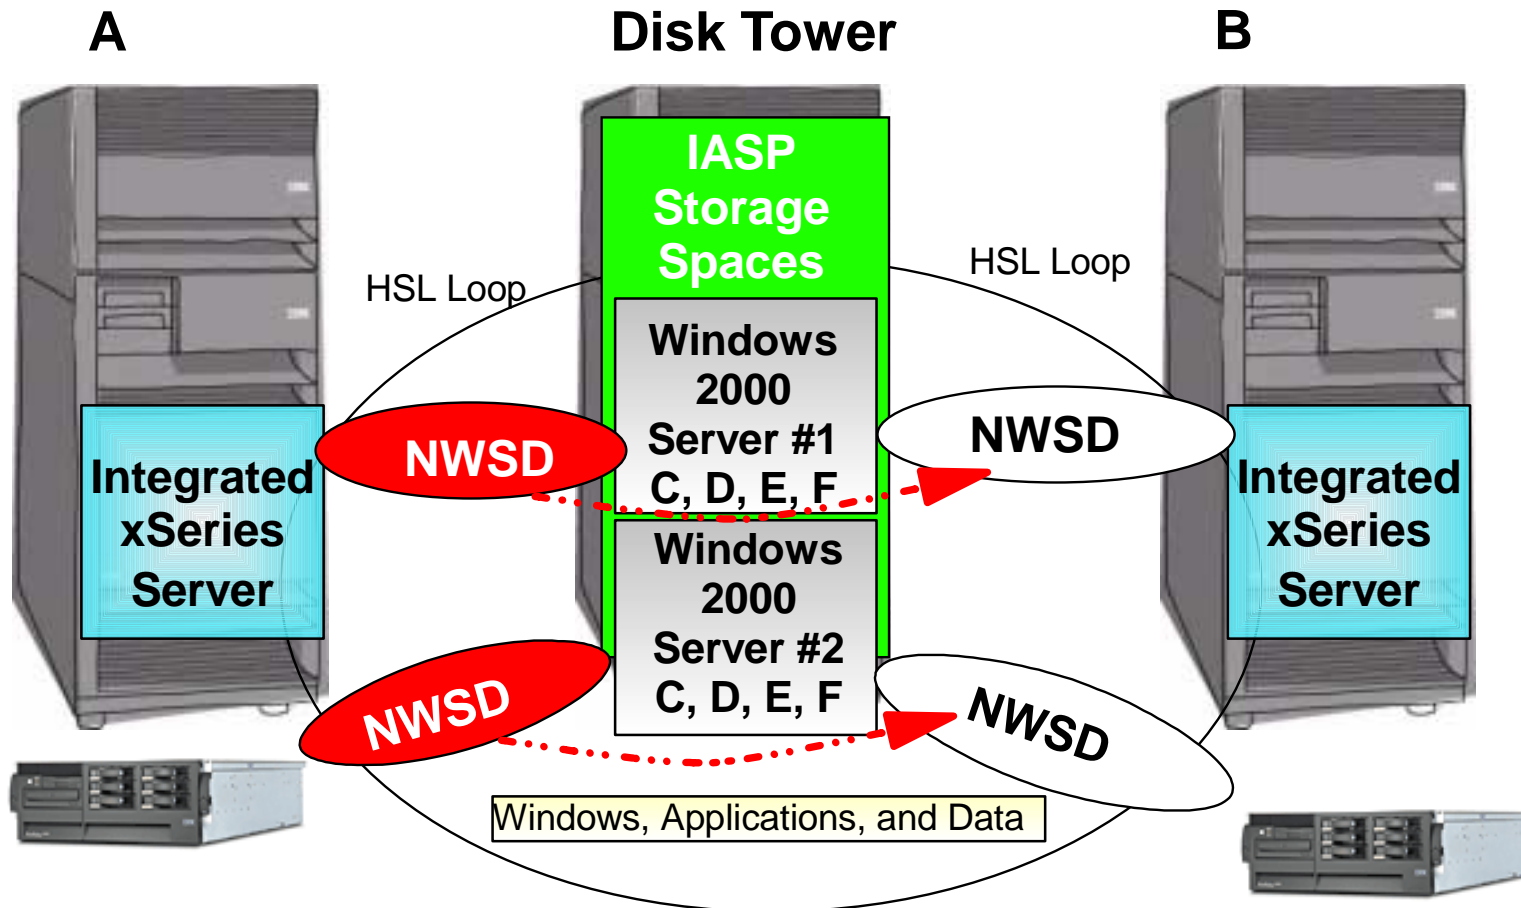 A
Disk Tower
B
IASP
Storage
Spaces
HSL Loop
HSL Loop
Windows
2000
Server #1
C, D, E, F
NWSD
NWSD
Integrated
xSeries
Server
Integrated
xSeries
Server
Windows
2000
Server #2
C, D, E, F
NWSD
NWSD
Windows, Applications, and Data